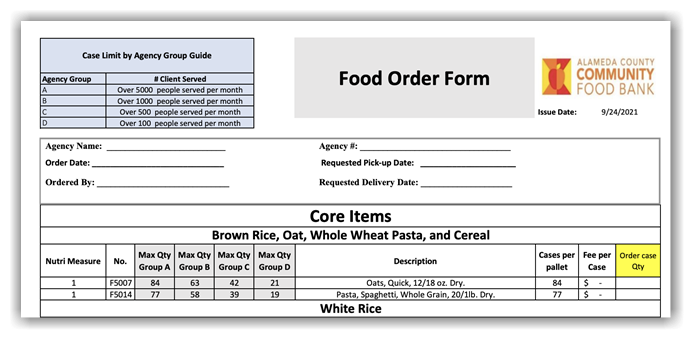 Case Limit by Agency Group Guide
Agency Group # Client Served
A Over 5000 people served per month
B Over 1000 people served per month
C Over 500 people served per month
D Over 100 people served per month
Food Order Form
ALAMEDA COUNTY
COMMUNITY
FOOD BANK
Issue Date: 9/24/2021
Agency Name: Agency #:
Order Date: Requested Pick-up Date:
Ordered By: Requested Delivery Date:
Core Items
Brown Rice, Oat, Whole Wheat Pasta, and Cereal
Nutri Measure No. Max Qty Group A Max Qty Group B Max Qty Group C Max Qty Group D Description Cases per pallet Fee per Case Order case Qty
1 F5007 84 63 42 21 Oats, Quick, 12/18 oz. Dry. 84 $ -
1 F5014 77 58 39 19 Pasta, Spaghetti, Whole Grain, 20/1lb. Dry. 77 $ -
White Rice